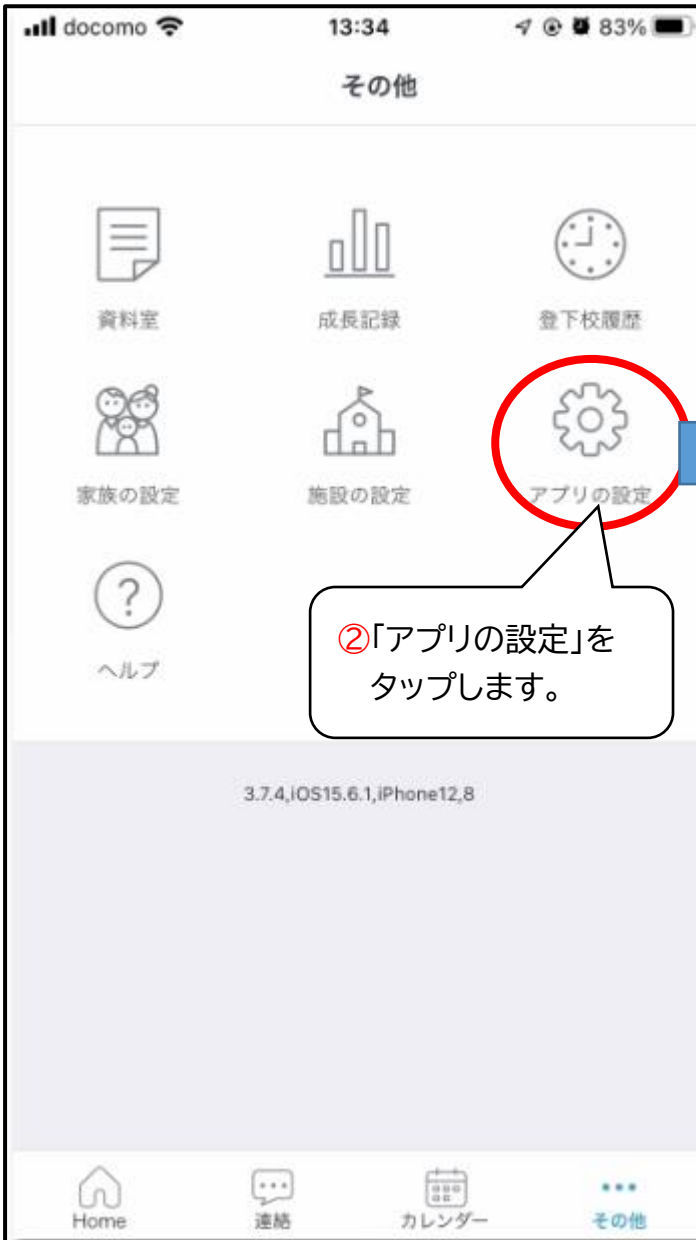 docomo 13:34 83%
その他
資料室 成長記録 登下校履歴
家族の設定 施設の設定 アプリの設定
?
ヘルプ
②「アプリの設定」を
タップします。
3.7.4,iOS15.6.1,iPhone12,8
Home 連絡 カレンダー その他